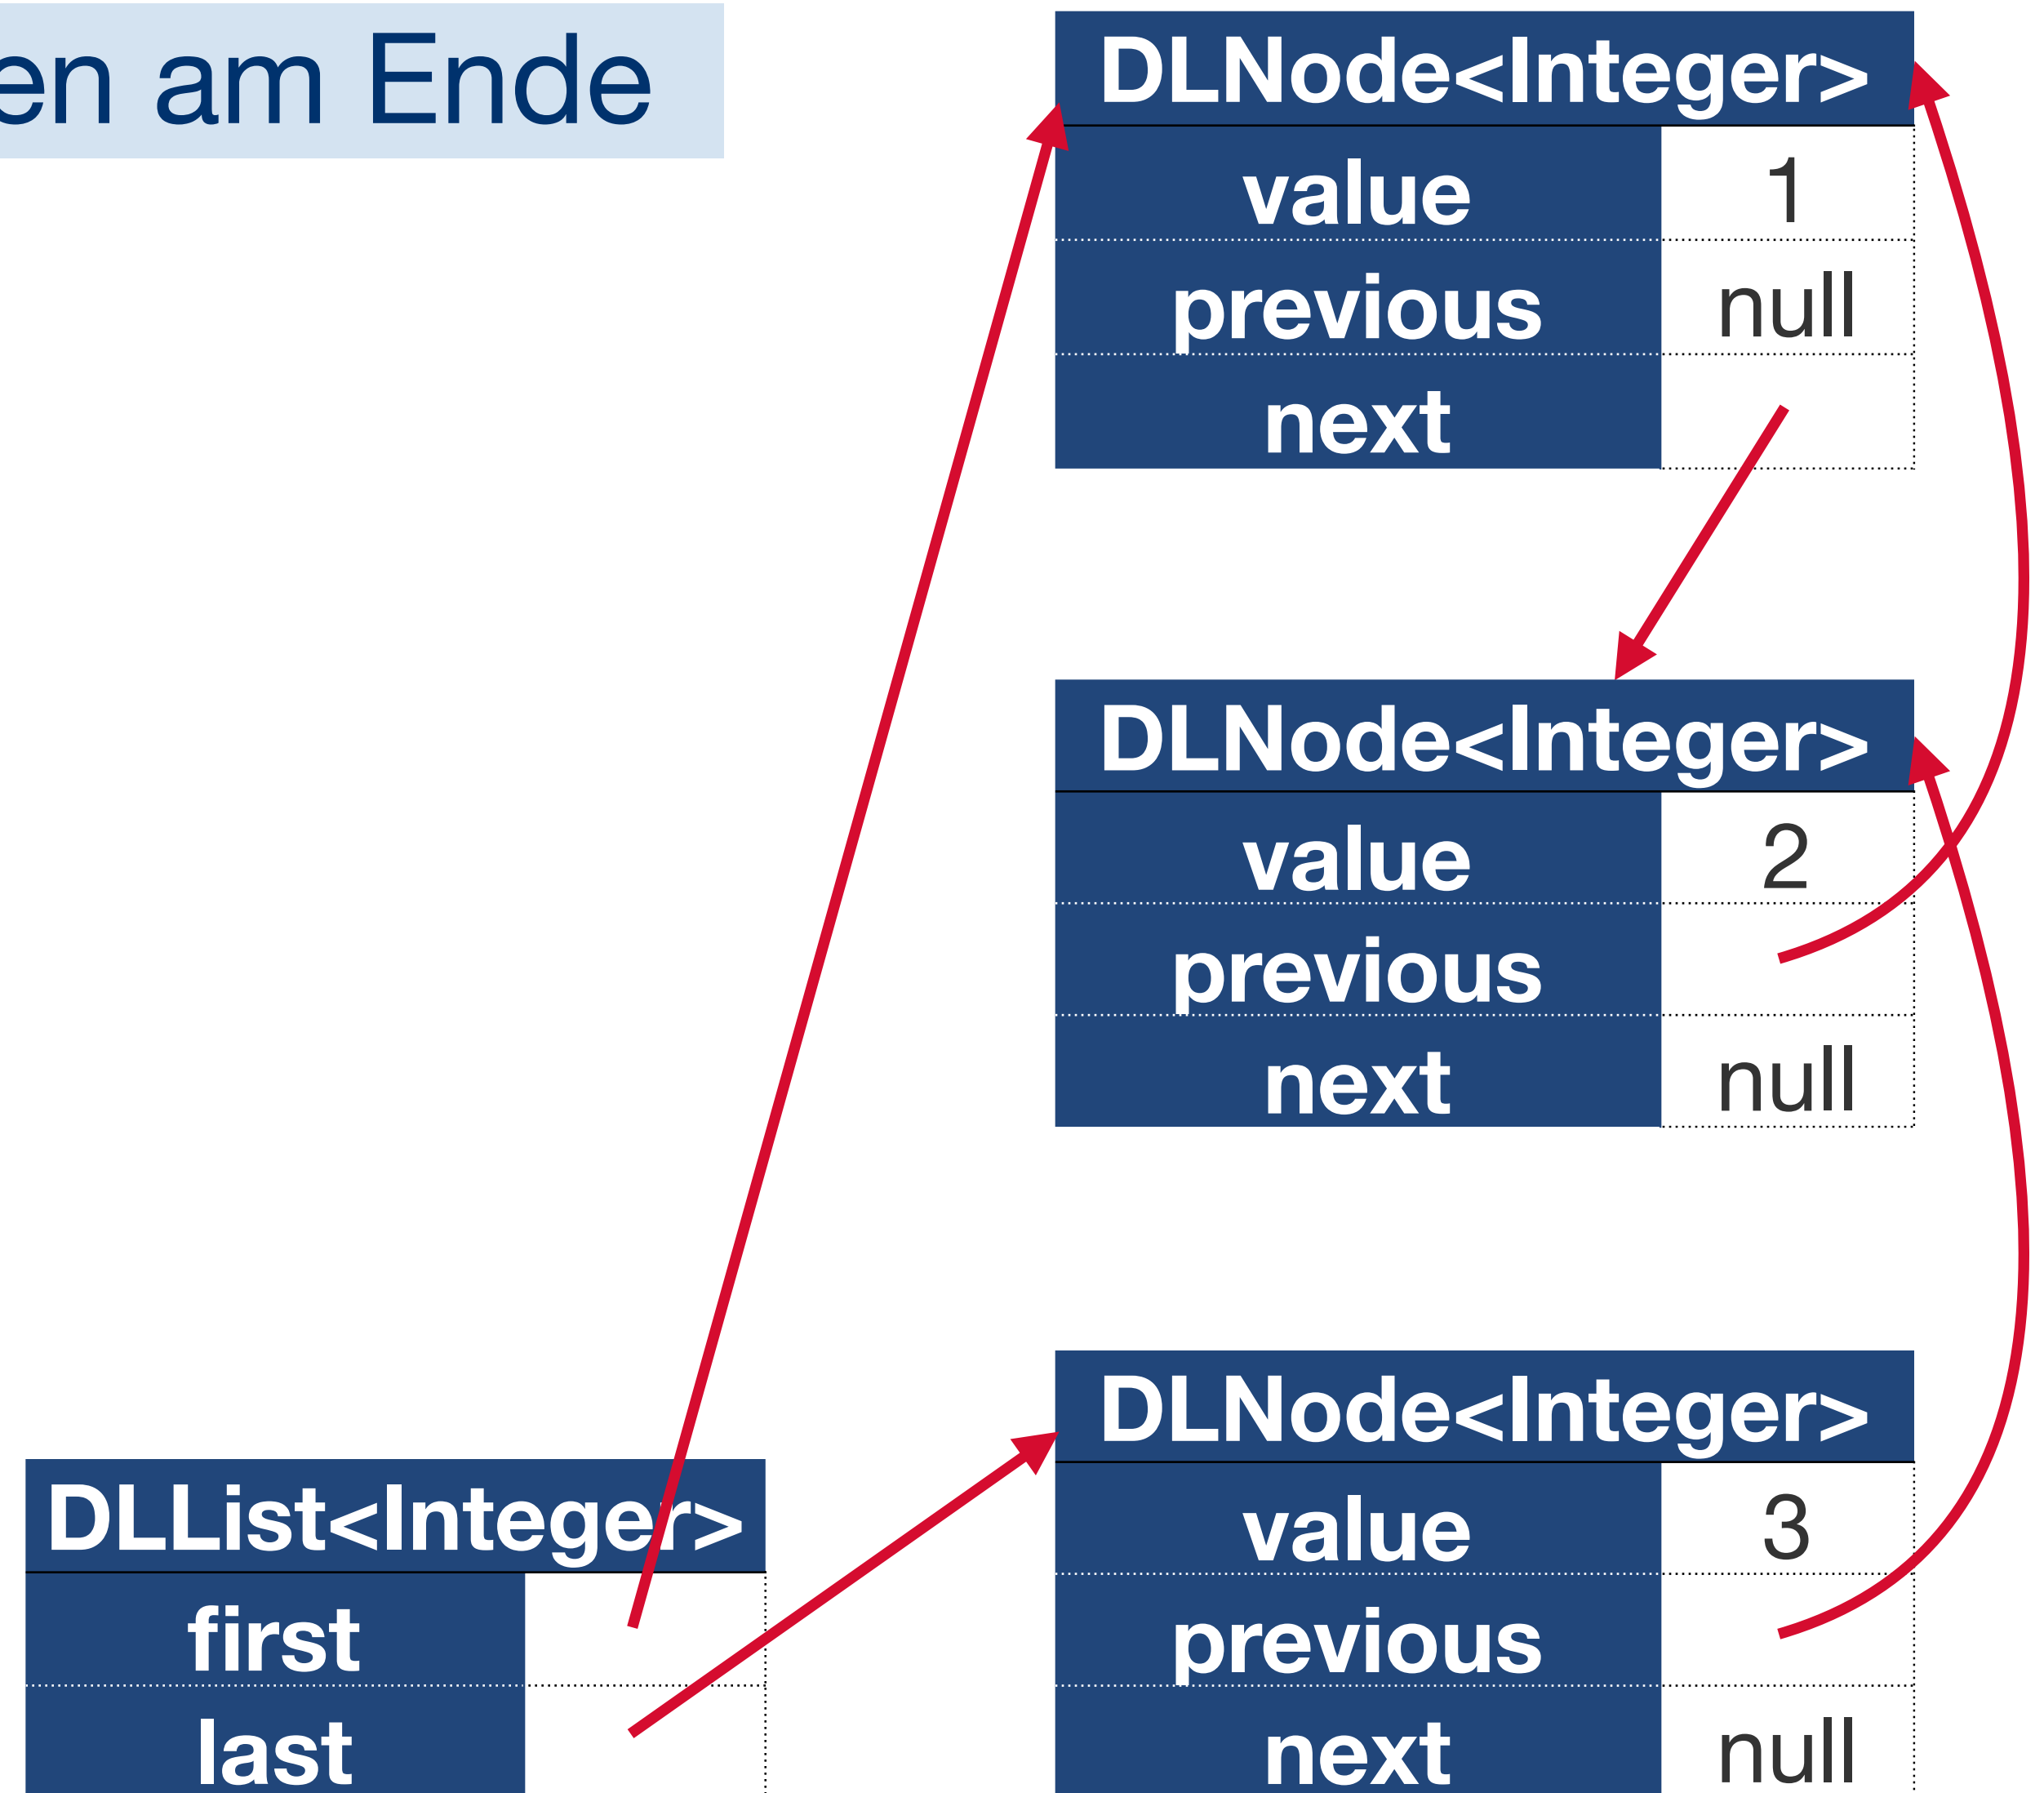 en am Ende
DLNode<Integer>
value 1
previous null
next
DLNode<Integer>
value 2
previous
next null
DLNode<Integer>
value 3
previous
next null
DLList<Integer>
first
last